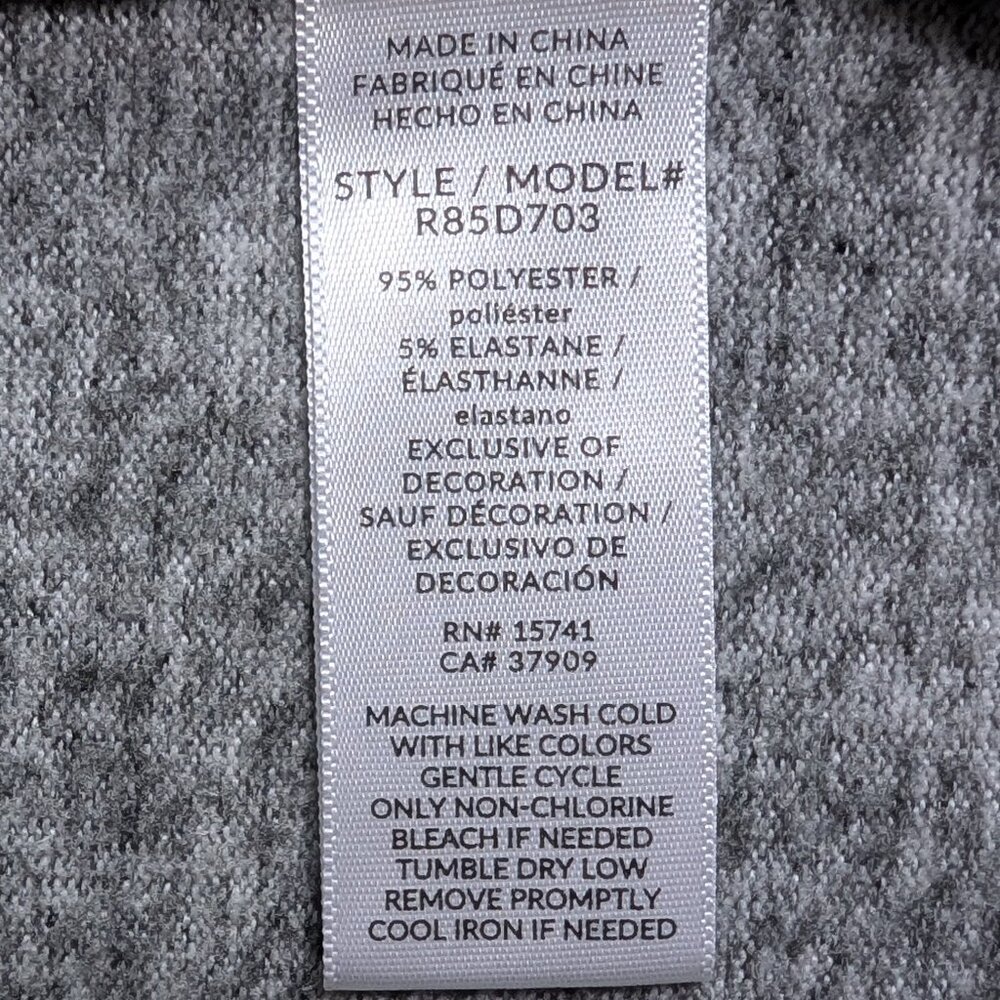 MADE IN CHINA
FABRIQUÉ EN CHINE
HECHO EN CHINA
STYLE / MODEL#
R85D703
95% POLYESTER /
poliéster
5% ELASTANE /
ÉLASTHANNE /
elastano
EXCLUSIVE OF
DECORATION /
SAUF DÉCORATION /
EXCLUSIVO DE
DECORACIÓN
RN# 15741
CA# 37909
MACHINE WASH COLD
WITH LIKE COLORS
GENTLE CYCLE
ONLY NON-CHLORINE
BLEACH IF NEEDED
TUMBLE DRY LOW
REMOVE PROMPTLY
COOL IRON IF NEEDED